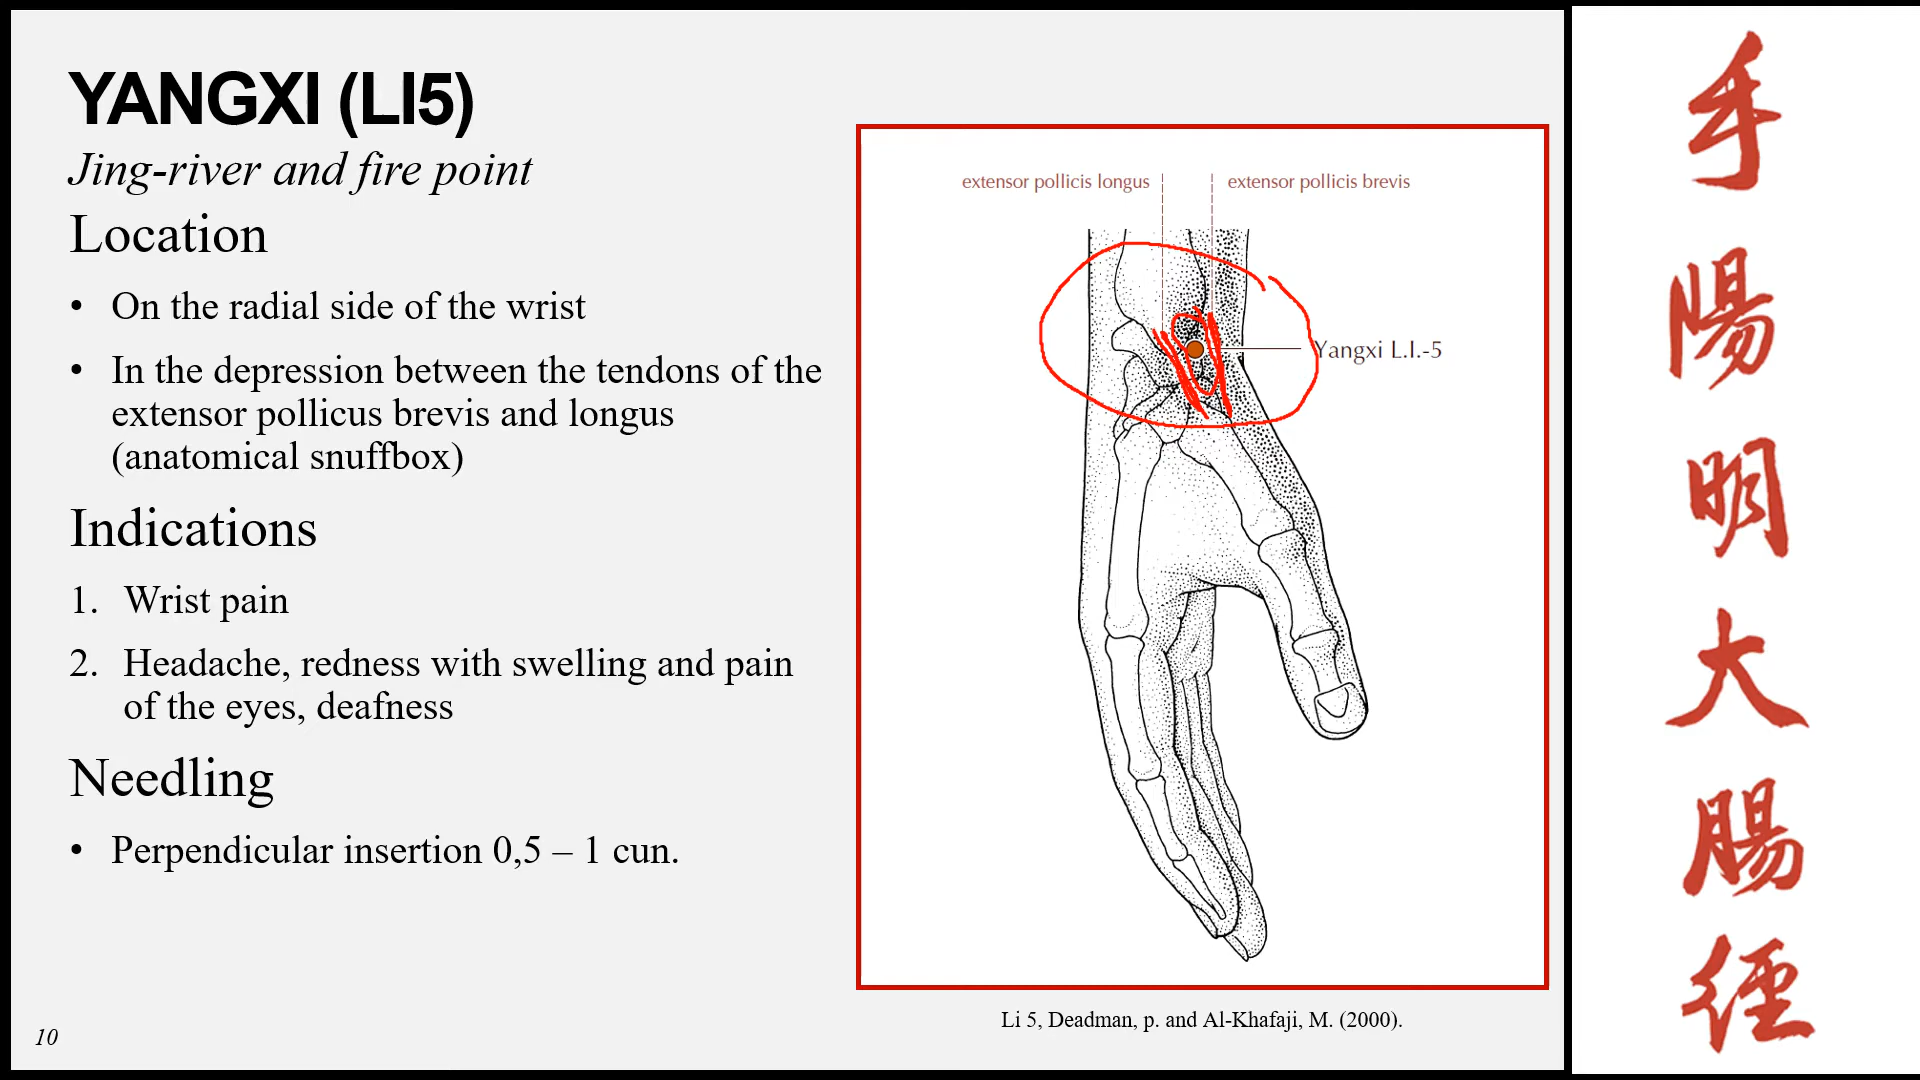 YANGXI (LI5)
Jing-river and fire point
Location
• On the radial side of the wrist
• In the depression between the tendons of the
extensor pollicus brevis and longus
(anatomical snuffbox)
Indications
1. Wrist pain
2. Headache, redness with swelling and pain
of the eyes, deafness
Needling
• Perpendicular insertion 0,5 – 1 cun.
10
extensor pollicis longus
extensor pollicis brevis
Yangxi L.I.-5
Li 5, Deadman, p. and Al-Khafaji, M. (2000).
手
陽
明
大
腸
經